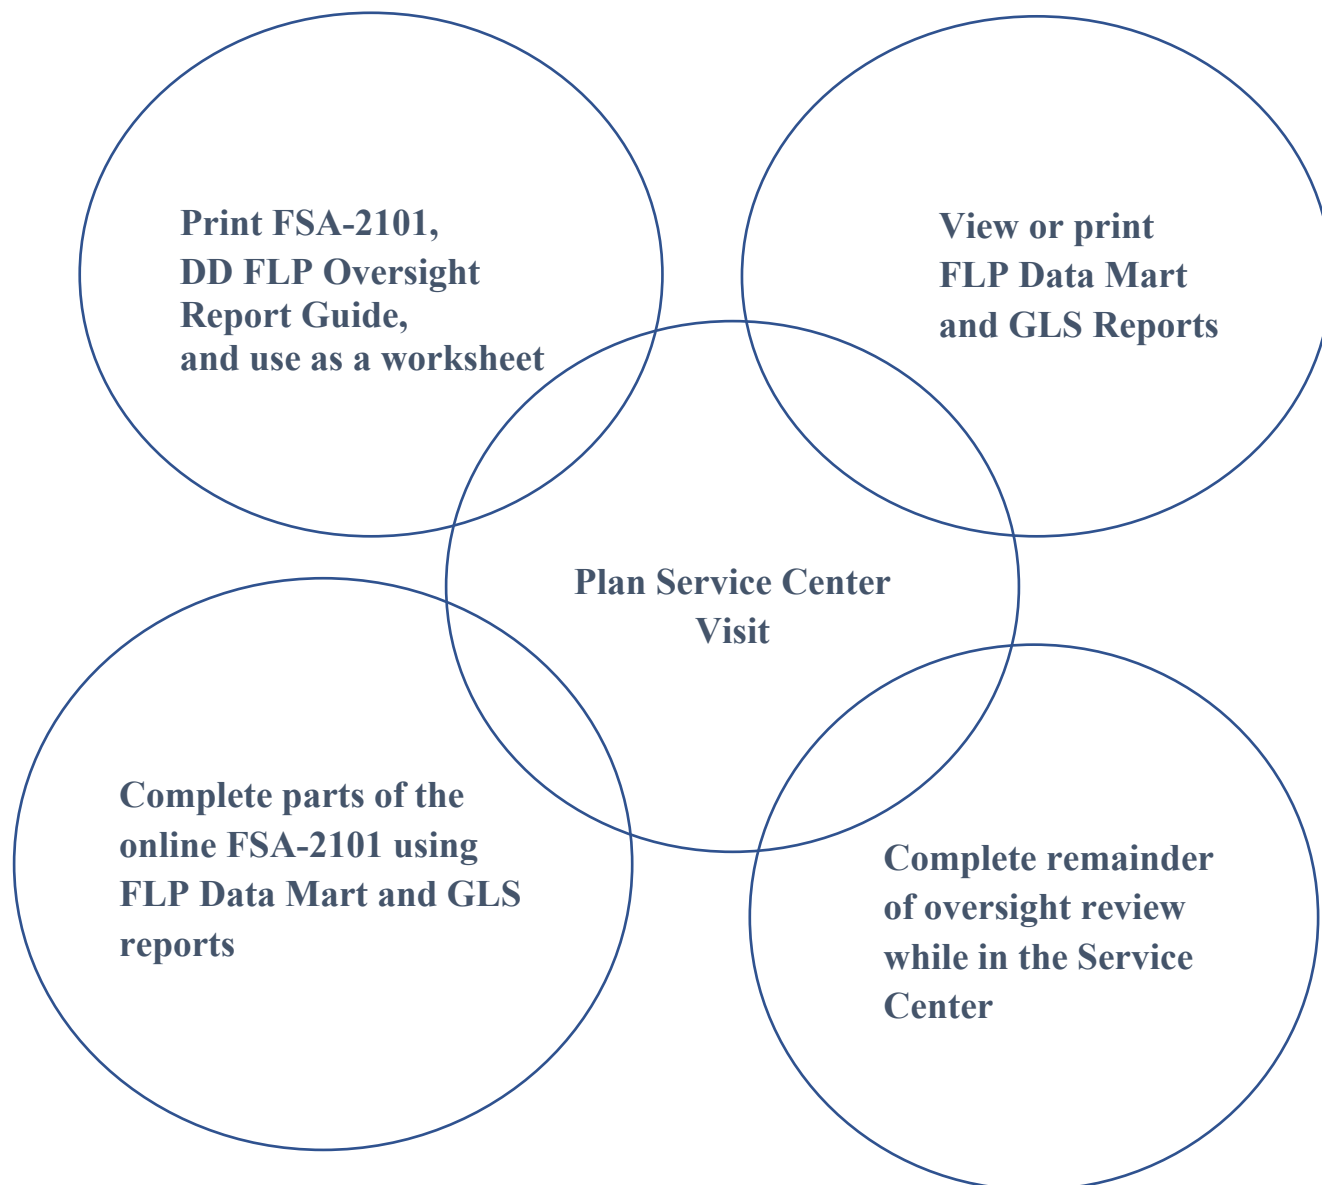 Print FSA-2101,
DD FLP Oversight
Report Guide,
and use as a worksheet
View or print
FLP Data Mart
and GLS Reports
Plan Service Center
Visit
Complete parts of the
online FSA-2101 using
FLP Data Mart and GLS
reports
Complete remainder
of oversight review
while in the Service
Center